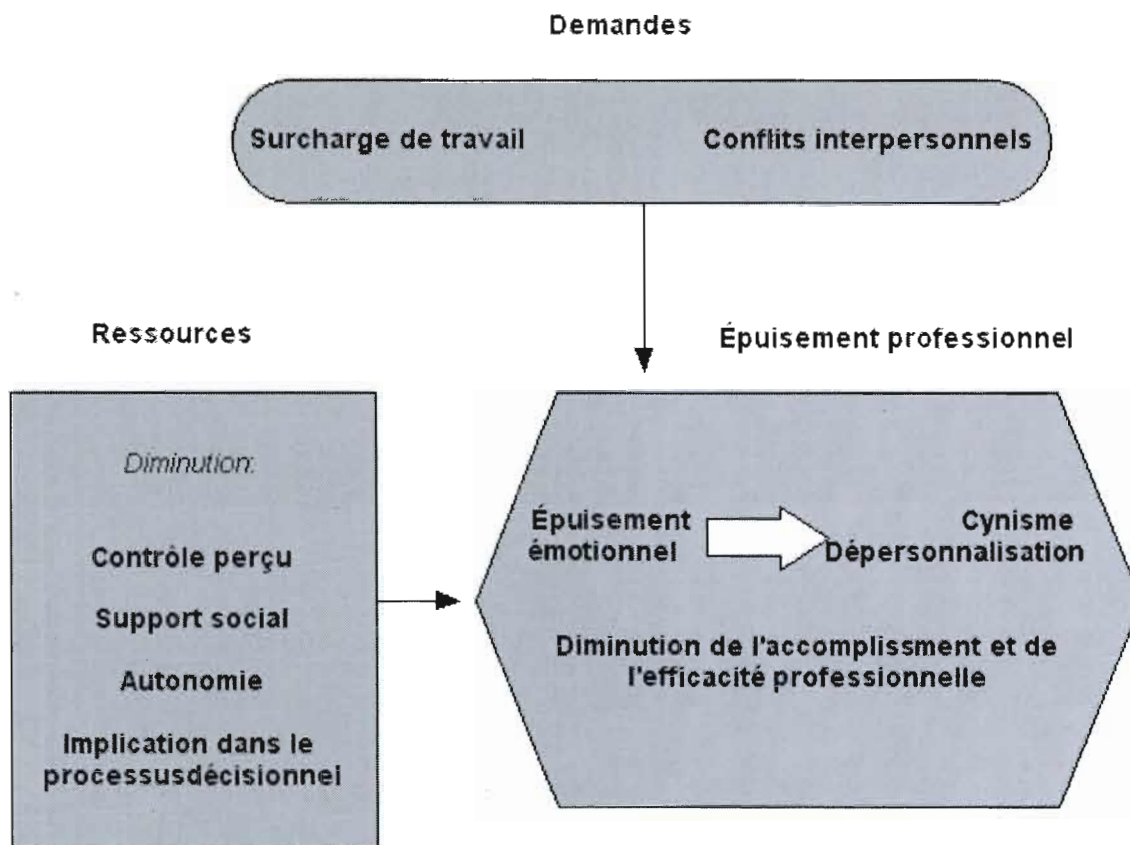 Demandes
Surcharge de travail
Conflits interpersonnels
Ressources
Épuisement professionnel
Diminution:
Contrôle perçu
Support social
Autonomie
Implication dans le
processusdécisionnel
Épuisement
émotionnel
Cynisme
Dépersonnalisation
Diminution de l'accomplissment et de
l'efficacité professionnelle